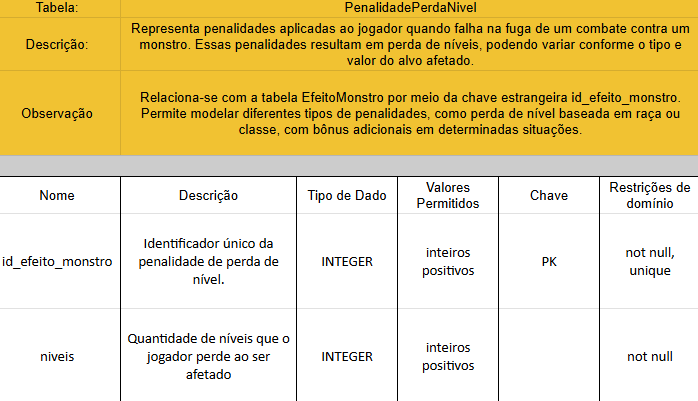 Tabela: PenalidadePerdaNivel
Descrição: Representa penalidades aplicadas ao jogador quando falha na fuga de um combate contra um
monstro. Essas penalidades resultam em perda de níveis, podendo variar conforme o tipo e
valor do alvo afetado.
Observação Relaciona-se com a tabela EfeitoMonstro por meio da chave estrangeira id_efeito_monstro.
Permite modelar diferentes tipos de penalidades, como perda de nível baseada em raça ou
classe, com bônus adicionais em determinadas situações.
Nome Descrição Tipo de Dado Valores Permitidos Chave Restrições de domínio
id_efeito_monstro Identificador único da penalidade de perda de nível. INTEGER inteiros positivos PK not null, unique
niveis Quantidade de níveis que o jogador perde ao ser afetado INTEGER inteiros positivos not null